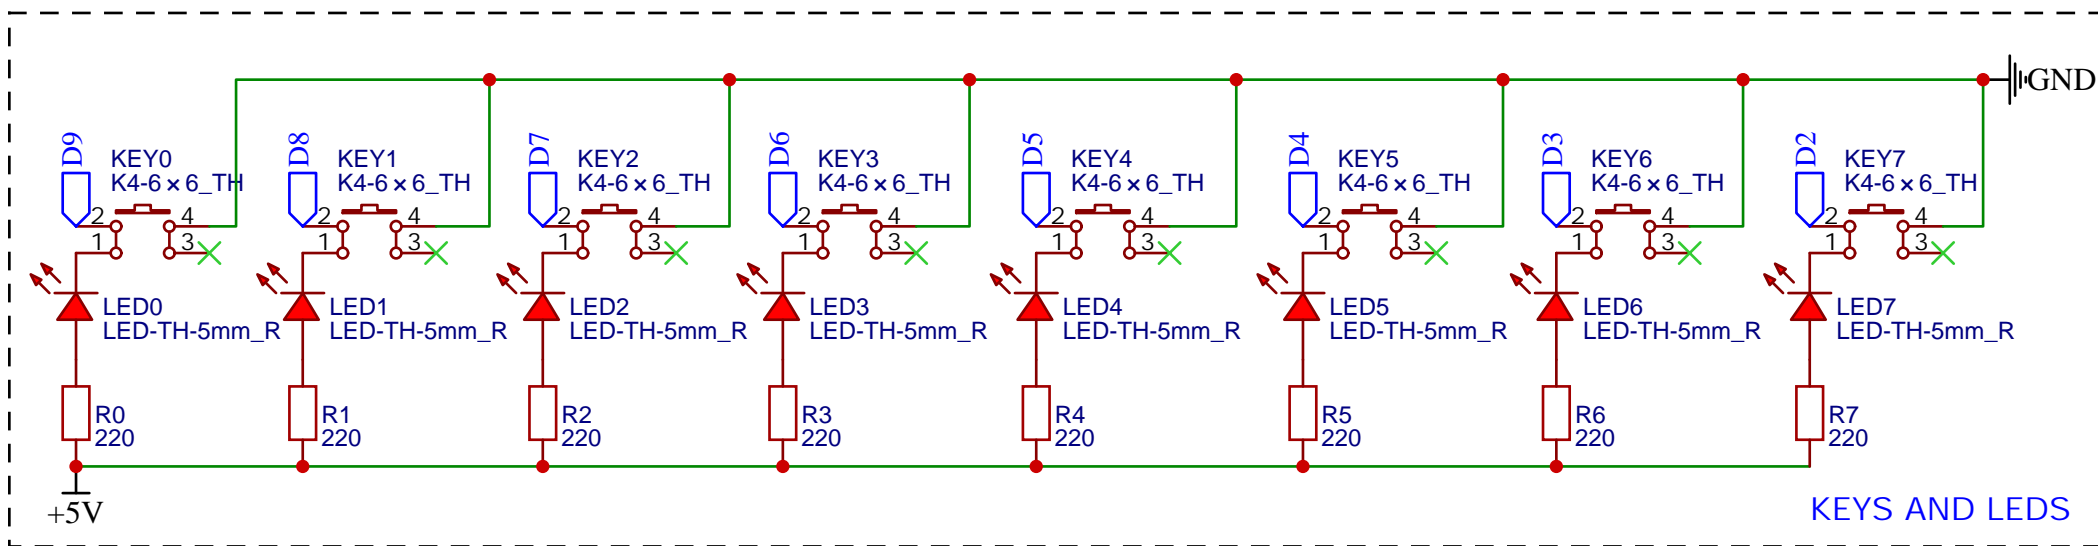 GND
D9
KEY0
K4-6×6_TH
2
4
1
3
LED0
LED-TH-5mm_R
R0
220
D8
KEY1
K4-6×6_TH
2
4
1
3
LED1
LED-TH-5mm_R
R1
220
D7
KEY2
K4-6×6_TH
2
4
1
3
LED2
LED-TH-5mm_R
R2
220
D6
KEY3
K4-6×6_TH
2
4
1
3
LED3
LED-TH-5mm_R
R3
220
D5
KEY4
K4-6×6_TH
2
4
1
3
LED4
LED-TH-5mm_R
R4
220
D4
KEY5
K4-6×6_TH
2
4
1
3
LED5
LED-TH-5mm_R
R5
220
D3
KEY6
K4-6×6_TH
2
4
1
3
LED6
LED-TH-5mm_R
R6
220
D2
KEY7
K4-6×6_TH
2
4
1
3
LED7
LED-TH-5mm_R
R7
220
+5V
KEYS AND LEDS